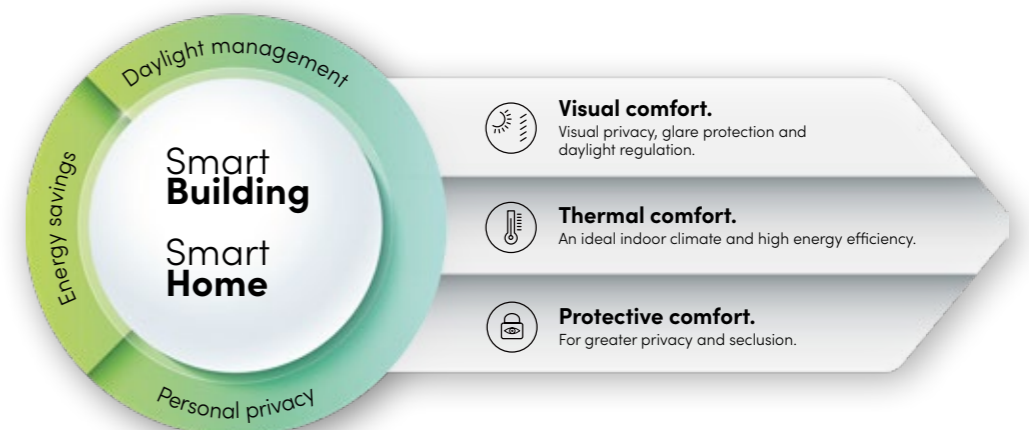 Daylight management
Energy savings
Personal privacy
Smart
Building
Smart
Home
Visual comfort.
Visual privacy, glare protection and
daylight regulation.
Thermal comfort.
An ideal indoor climate and high energy efficiency.
Protective comfort.
For greater privacy and seclusion.